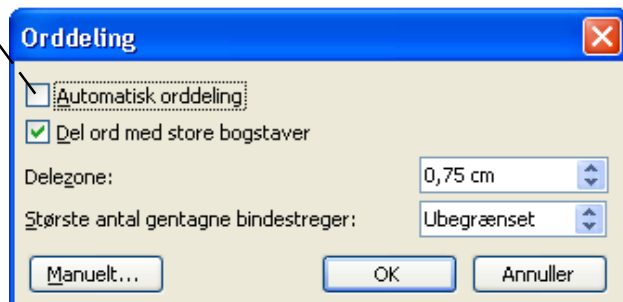 Orddeling
Automatisk orddeling
Del ord med store bogstaver
Delezone: 0,75 cm
Største antal gentagne bindestreger: Ubegrænset
Manuelt... OK Annuller